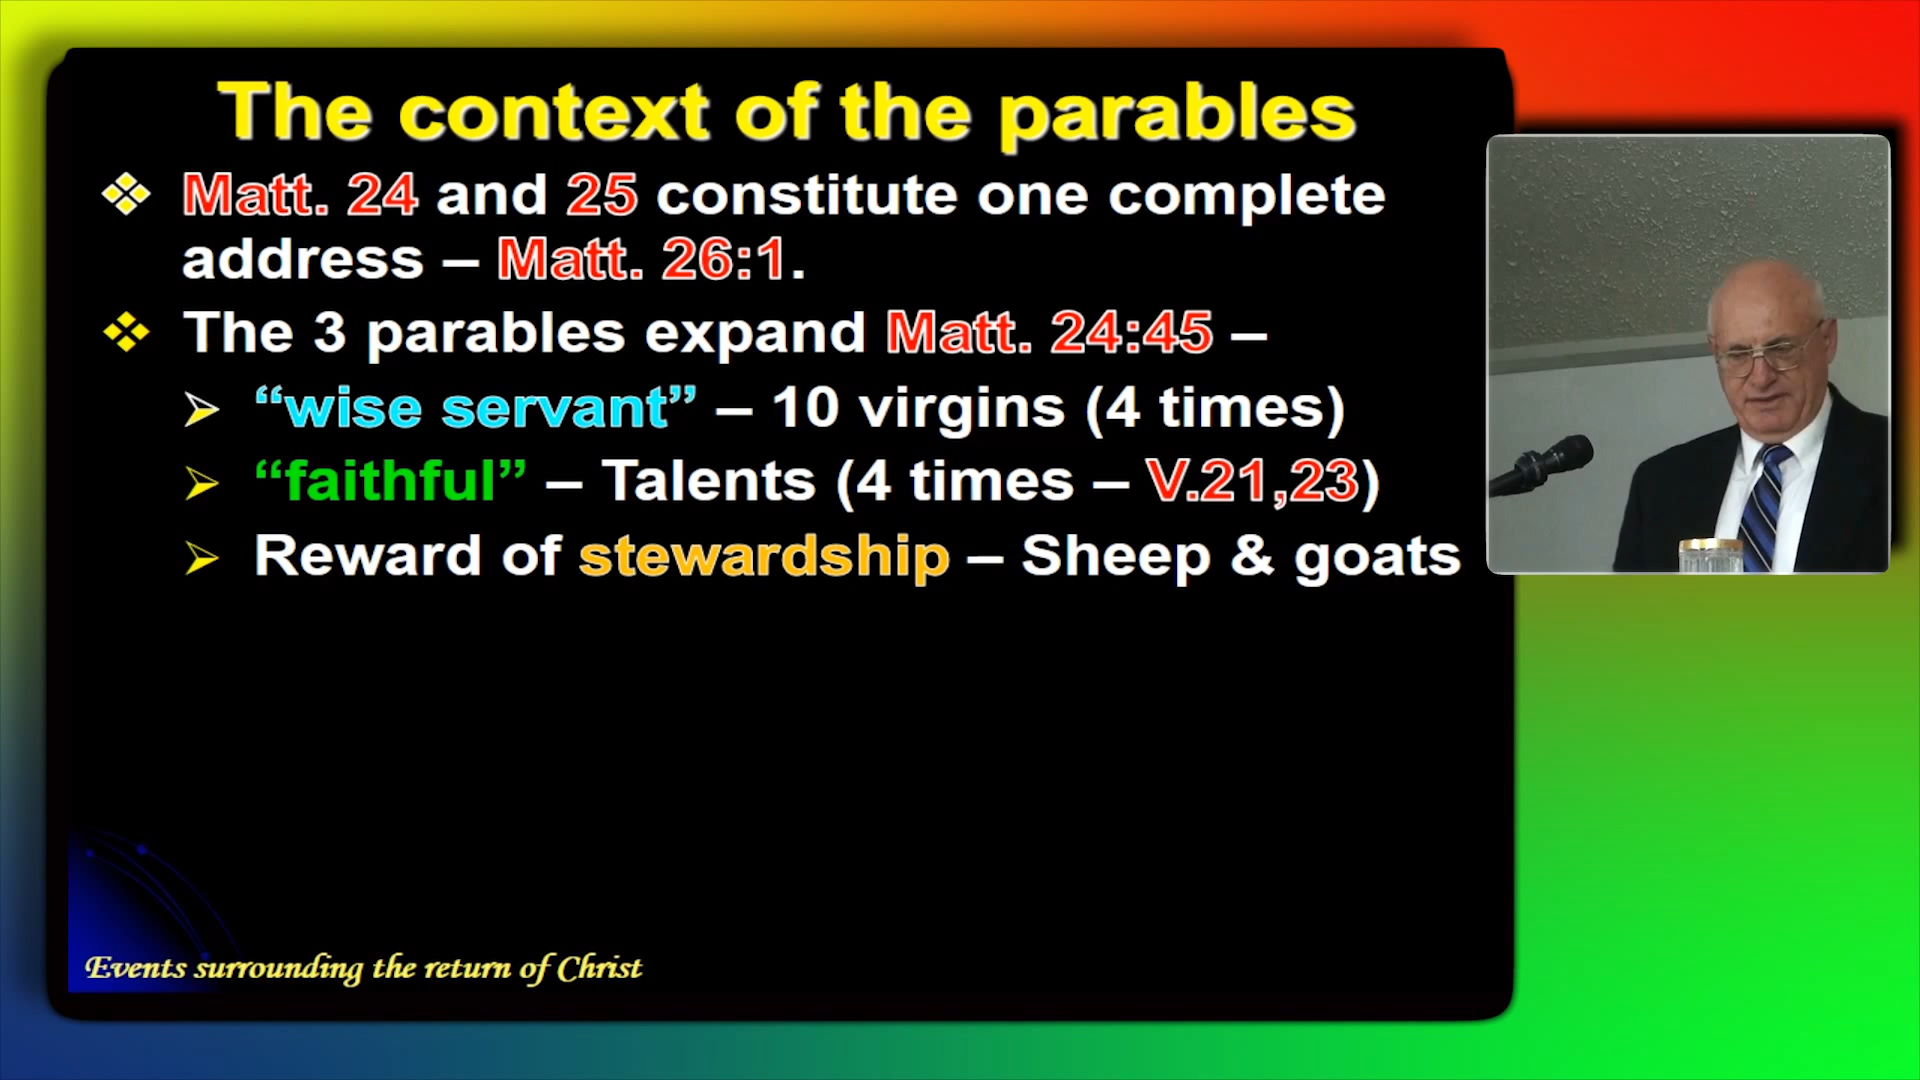 The context of the parables
Matt. 24 and 25 constitute one complete
address – Matt. 26:1.
The 3 parables expand Matt. 24:45 –
“wise servant” – 10 virgins (4 times)
“faithful” – Talents (4 times – V.21,23)
Reward of stewardship – Sheep & goats
Events surrounding the return of Christ